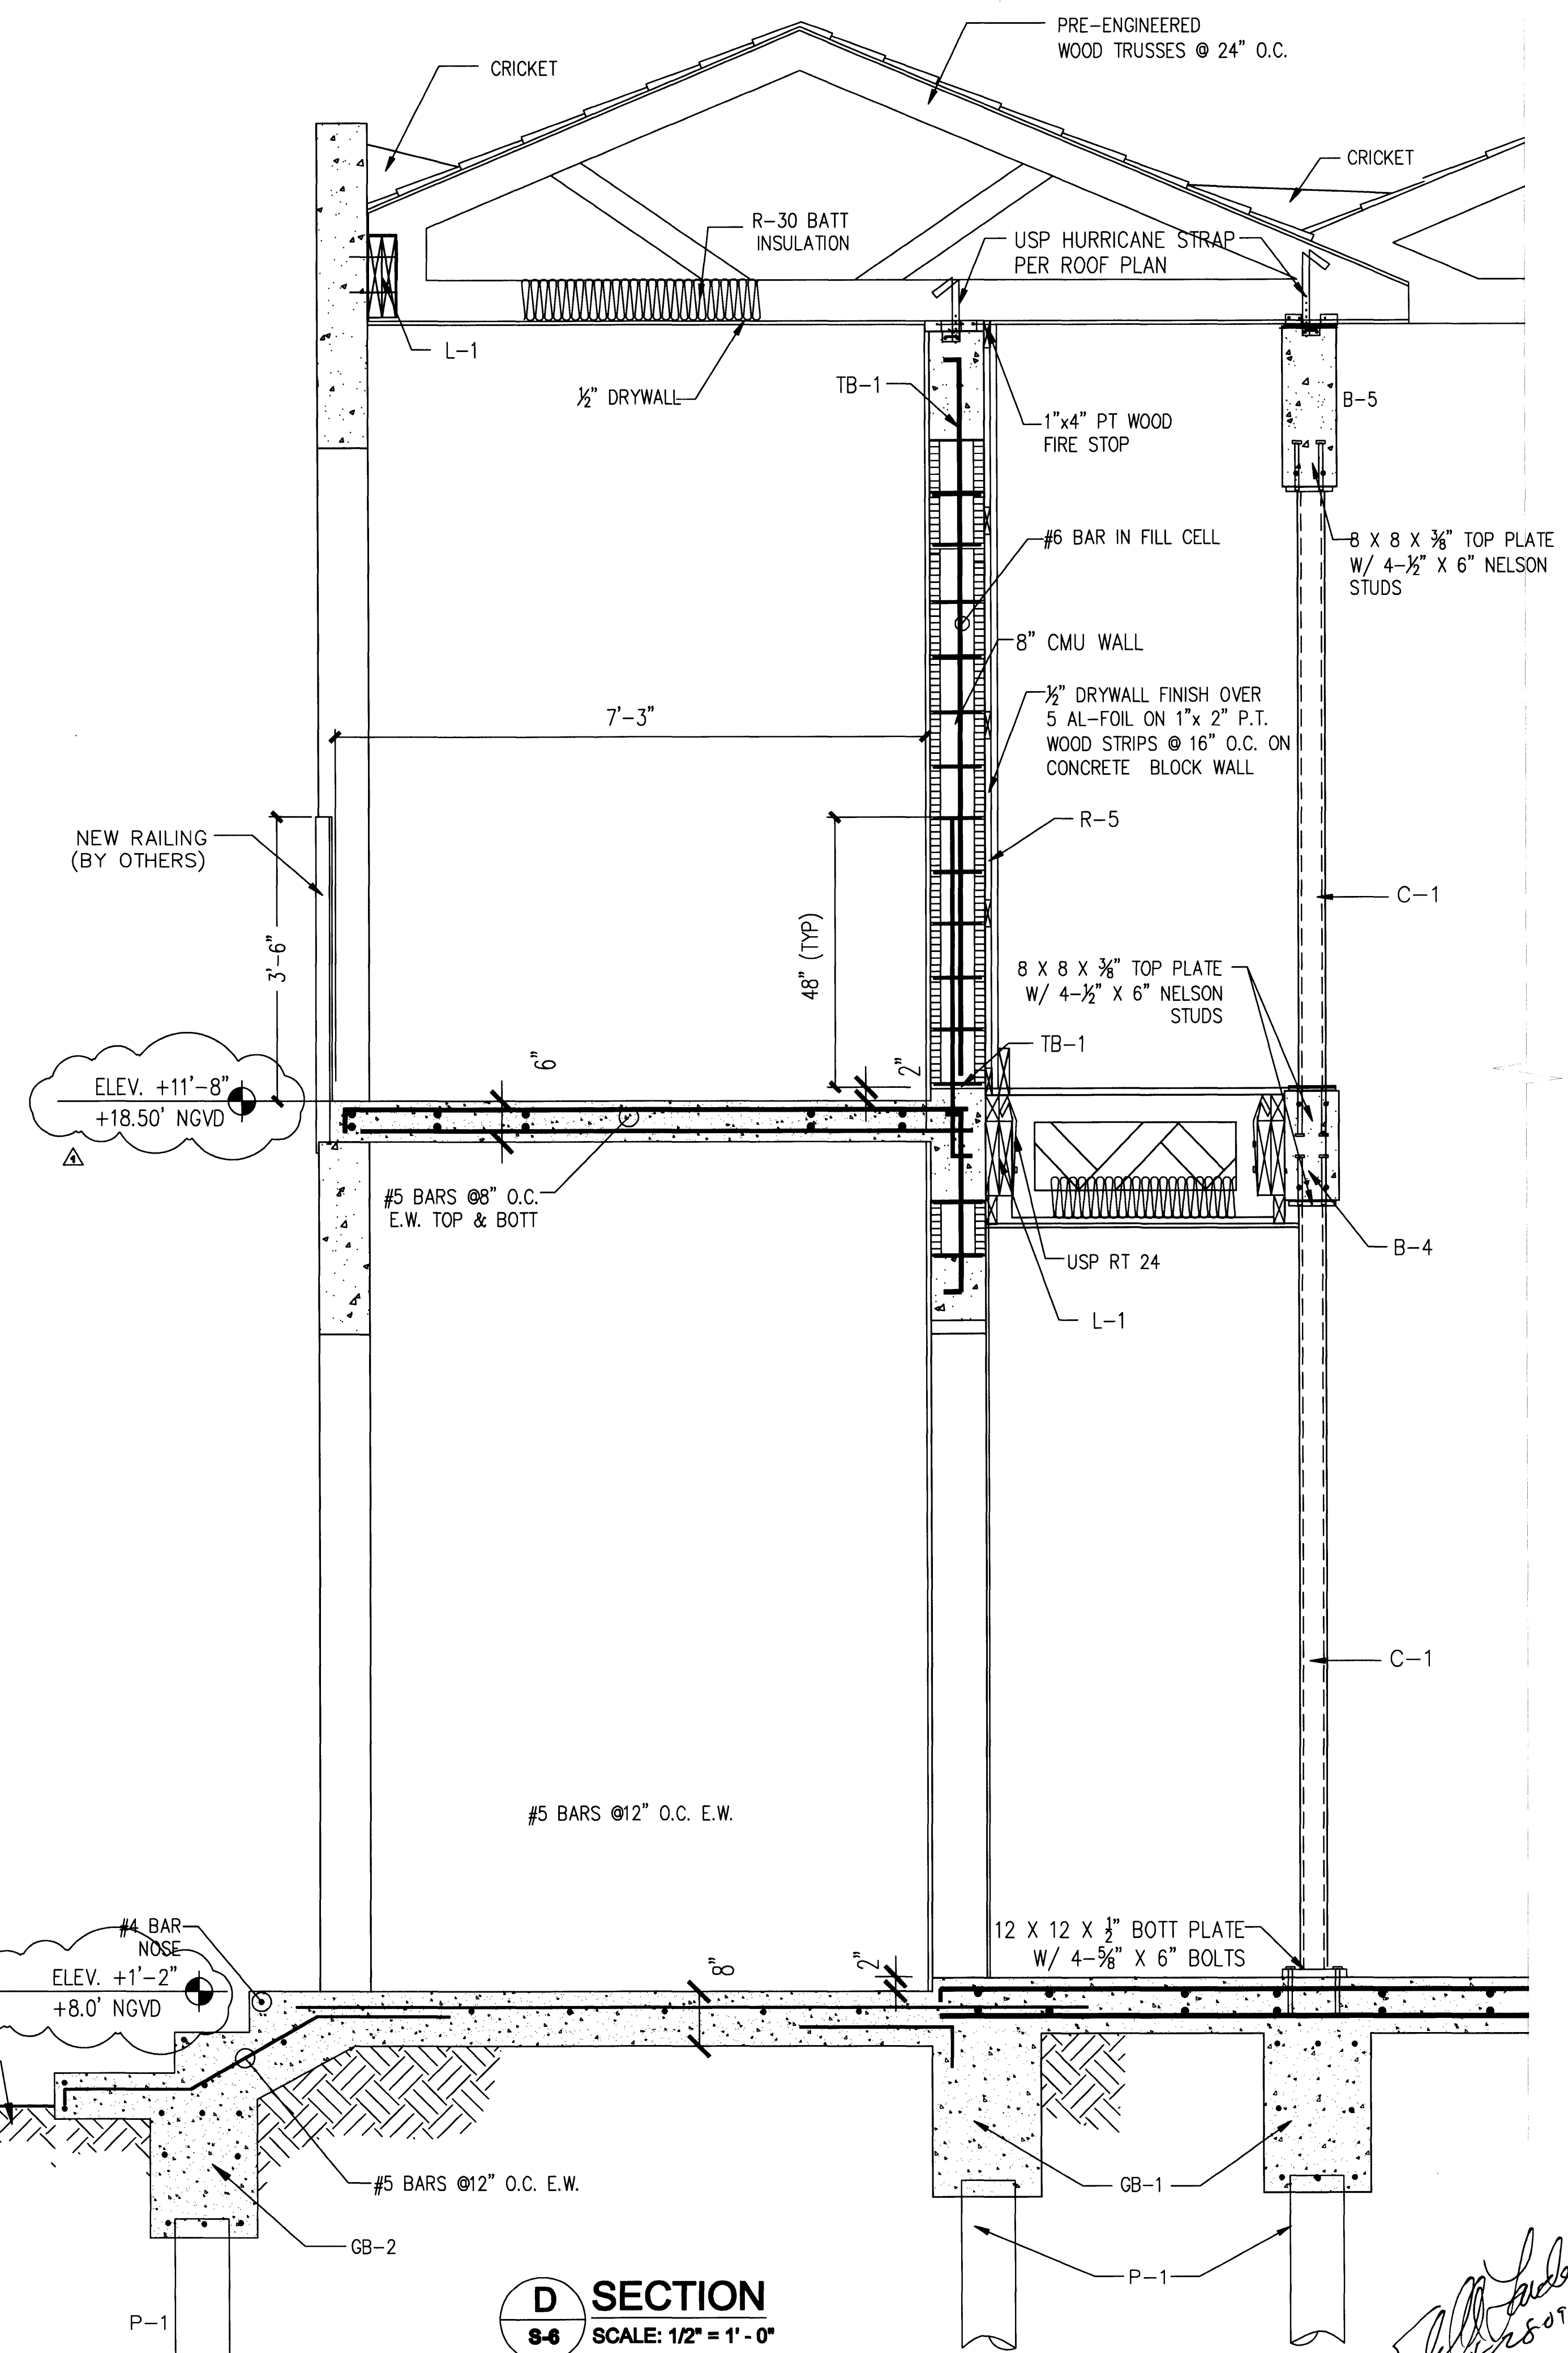 PRE-ENGINEERED
WOOD TRUSSES @ 24" O.C.
CRICKET
CRICKET
R-30 BATT
INSULATION
USP HURRICANE STRAP
PER ROOF PLAN
L-1
½" DRYWALL
TB-1
B-5
1"x4" PT WOOD
FIRE STOP
#6 BAR IN FILL CELL
8 X 8 X ⅜" TOP PLATE
W/ 4-½" X 6" NELSON
STUDS
8" CMU WALL
½" DRYWALL FINISH OVER
5 AL-FOIL ON 1"x 2" P.T.
WOOD STRIPS @ 16" O.C. ON
CONCRETE BLOCK WALL
7'-3"
NEW RAILING
(BY OTHERS)
R-5
C-1
3'-6"
48" (TYP)
8 X 8 X ⅜" TOP PLATE
W/ 4-½" X 6" NELSON
STUDS
TB-1
6"
2"
ELEV. +11'-8"
+18.50' NGVD
1
#5 BARS @8" O.C.
E.W. TOP & BOTT
B-4
USP RT 24
L-1
C-1
#5 BARS @12" O.C. E.W.
#4 BAR
NOSE
12 X 12 X ½" BOTT PLATE
W/ 4-⅝" X 6" BOLTS
ELEV. +1'-2"
+8.0' NGVD
8"
2"
#5 BARS @12" O.C. E.W.
GB-1
GB-2
P-1
P-1
D SECTION
S-6 SCALE: 1/2" = 1' - 0"